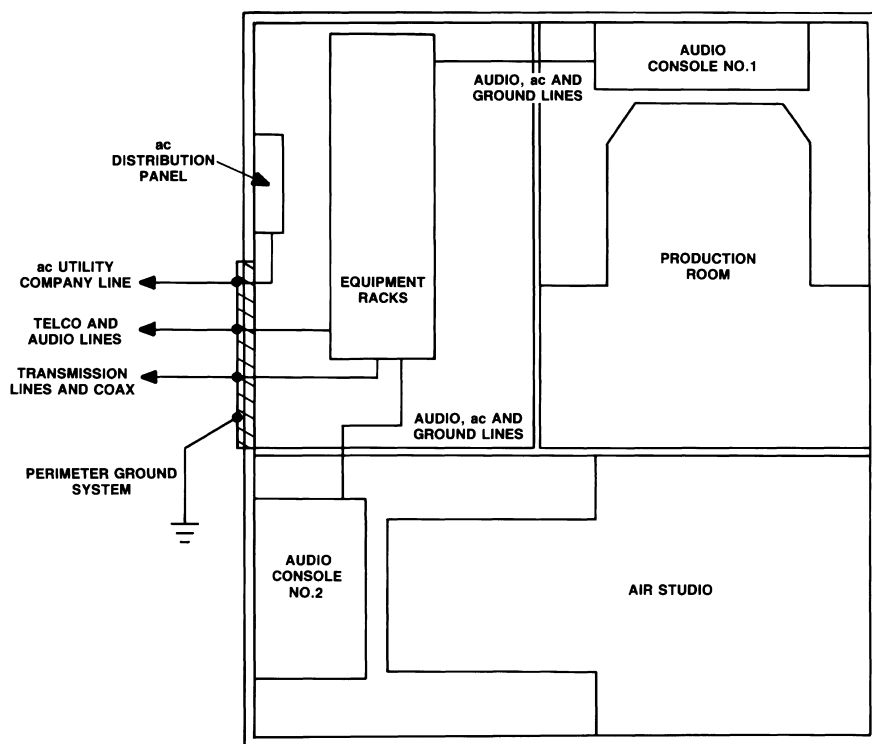 AUDIO
CONSOLE NO.1
AUDIO, ac AND
GROUND LINES
ac
DISTRIBUTION
PANEL
ac UTILITY
COMPANY LINE
EQUIPMENT
RACKS
PRODUCTION
ROOM
TELCO AND
AUDIO LINES
TRANSMISSION
LINES AND COAX
AUDIO, ac AND
GROUND LINES
PERIMETER GROUND
SYSTEM
AUDIO
CONSOLE
NO.2
AIR STUDIO